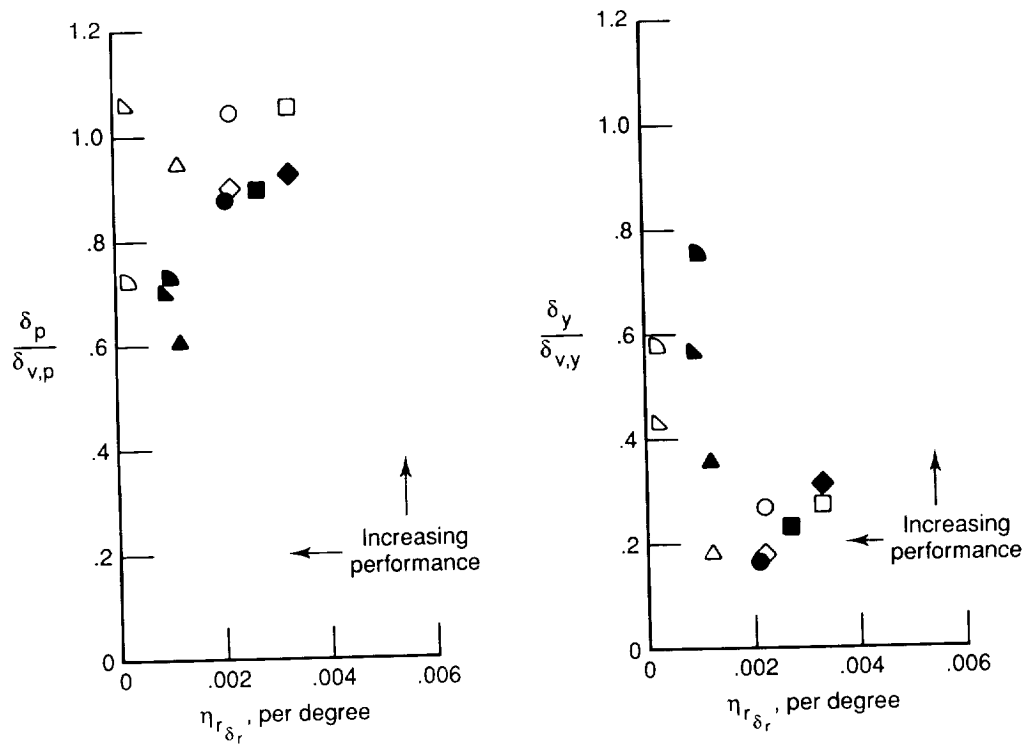 1.2
1.0
.8
.6
.4
.2
0
δp
δv,p
0
.002
.004
.006
ηrδr, per degree
Increasing
performance
1.2
1.0
.8
.6
.4
.2
0
δy
δv,y
0
.002
.004
.006
ηrδr, per degree
Increasing
performance